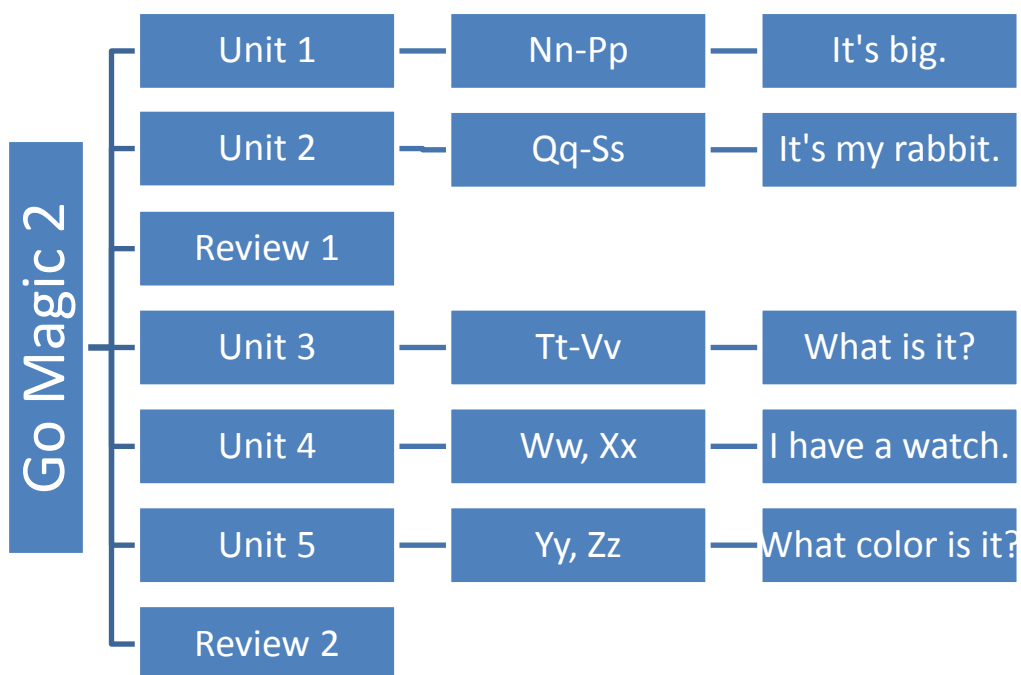 Go Magic 2
Unit 1
Nn-Pp
It's big.
Unit 2
Qq-Ss
It's my rabbit.
Review 1
Unit 3
Tt-Vv
What is it?
Unit 4
Ww, Xx
I have a watch.
Unit 5
Yy, Zz
What color is it?
Review 2